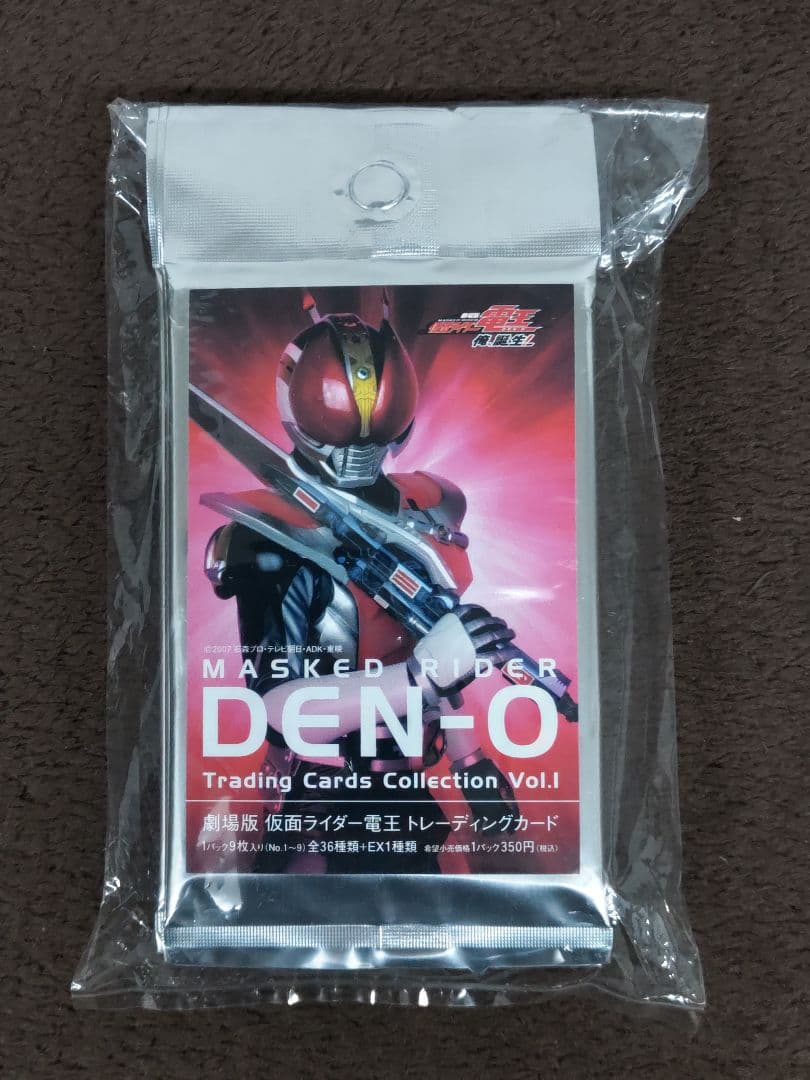 仮面ライダー電王
俺、誕生!
©2007 石森プロ・テレビ朝日・ADK・東映
MASKED RIDER
DEN-O
Trading Cards Collection Vol.1
劇場版 仮面ライダー電王 トレーディングカード
1パック9枚入り(No.1〜9) 全36種類+EX1種類 希望小売価格1パック350円(税込)